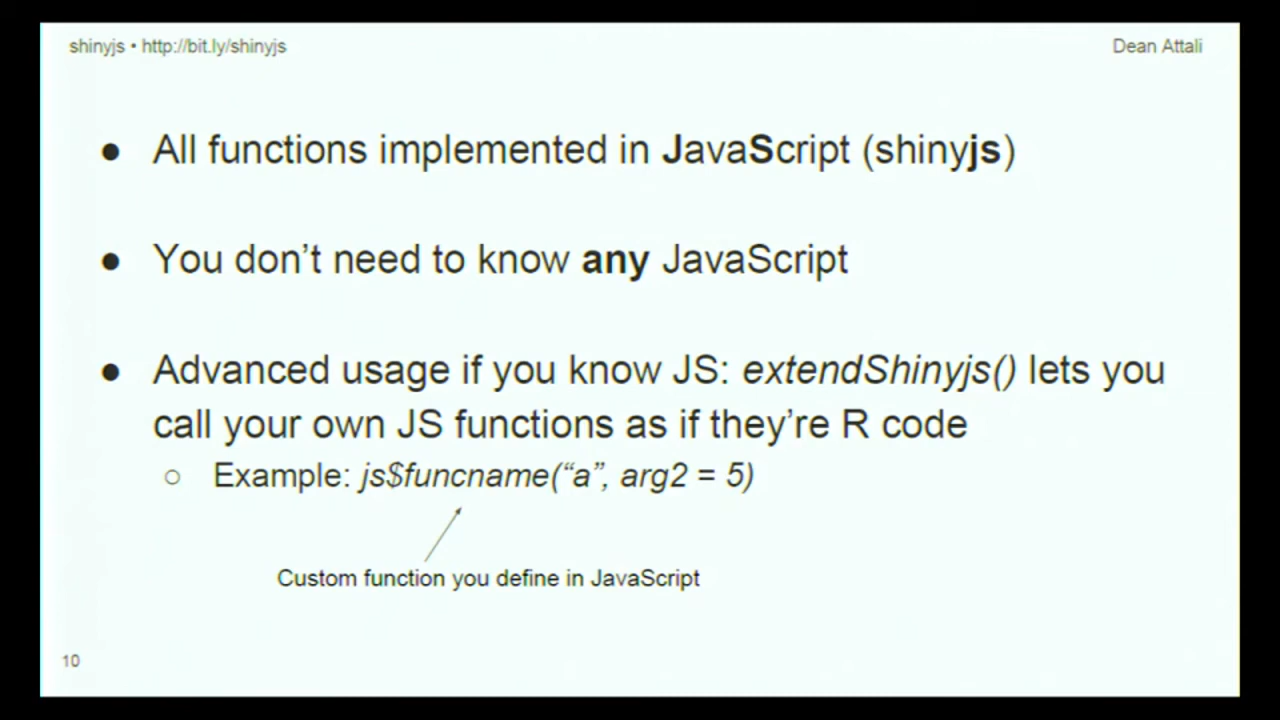 shinyjs • http://bit.ly/shinyjs
Dean Attali
● All functions implemented in JavaScript (shinyjs)
● You don’t need to know any JavaScript
● Advanced usage if you know JS: extendShinyjs() lets you
call your own JS functions as if they’re R code
○ Example: js$funcname(“a”, arg2 = 5)
Custom function you define in JavaScript
10